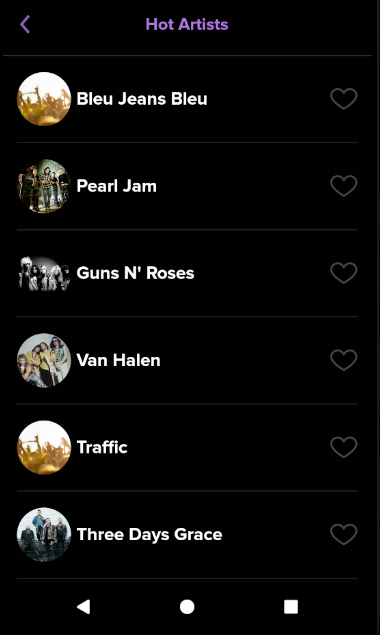 Hot Artists
Bleu Jeans Bleu
Pearl Jam
Guns N' Roses
Van Halen
Traffic
Three Days Grace